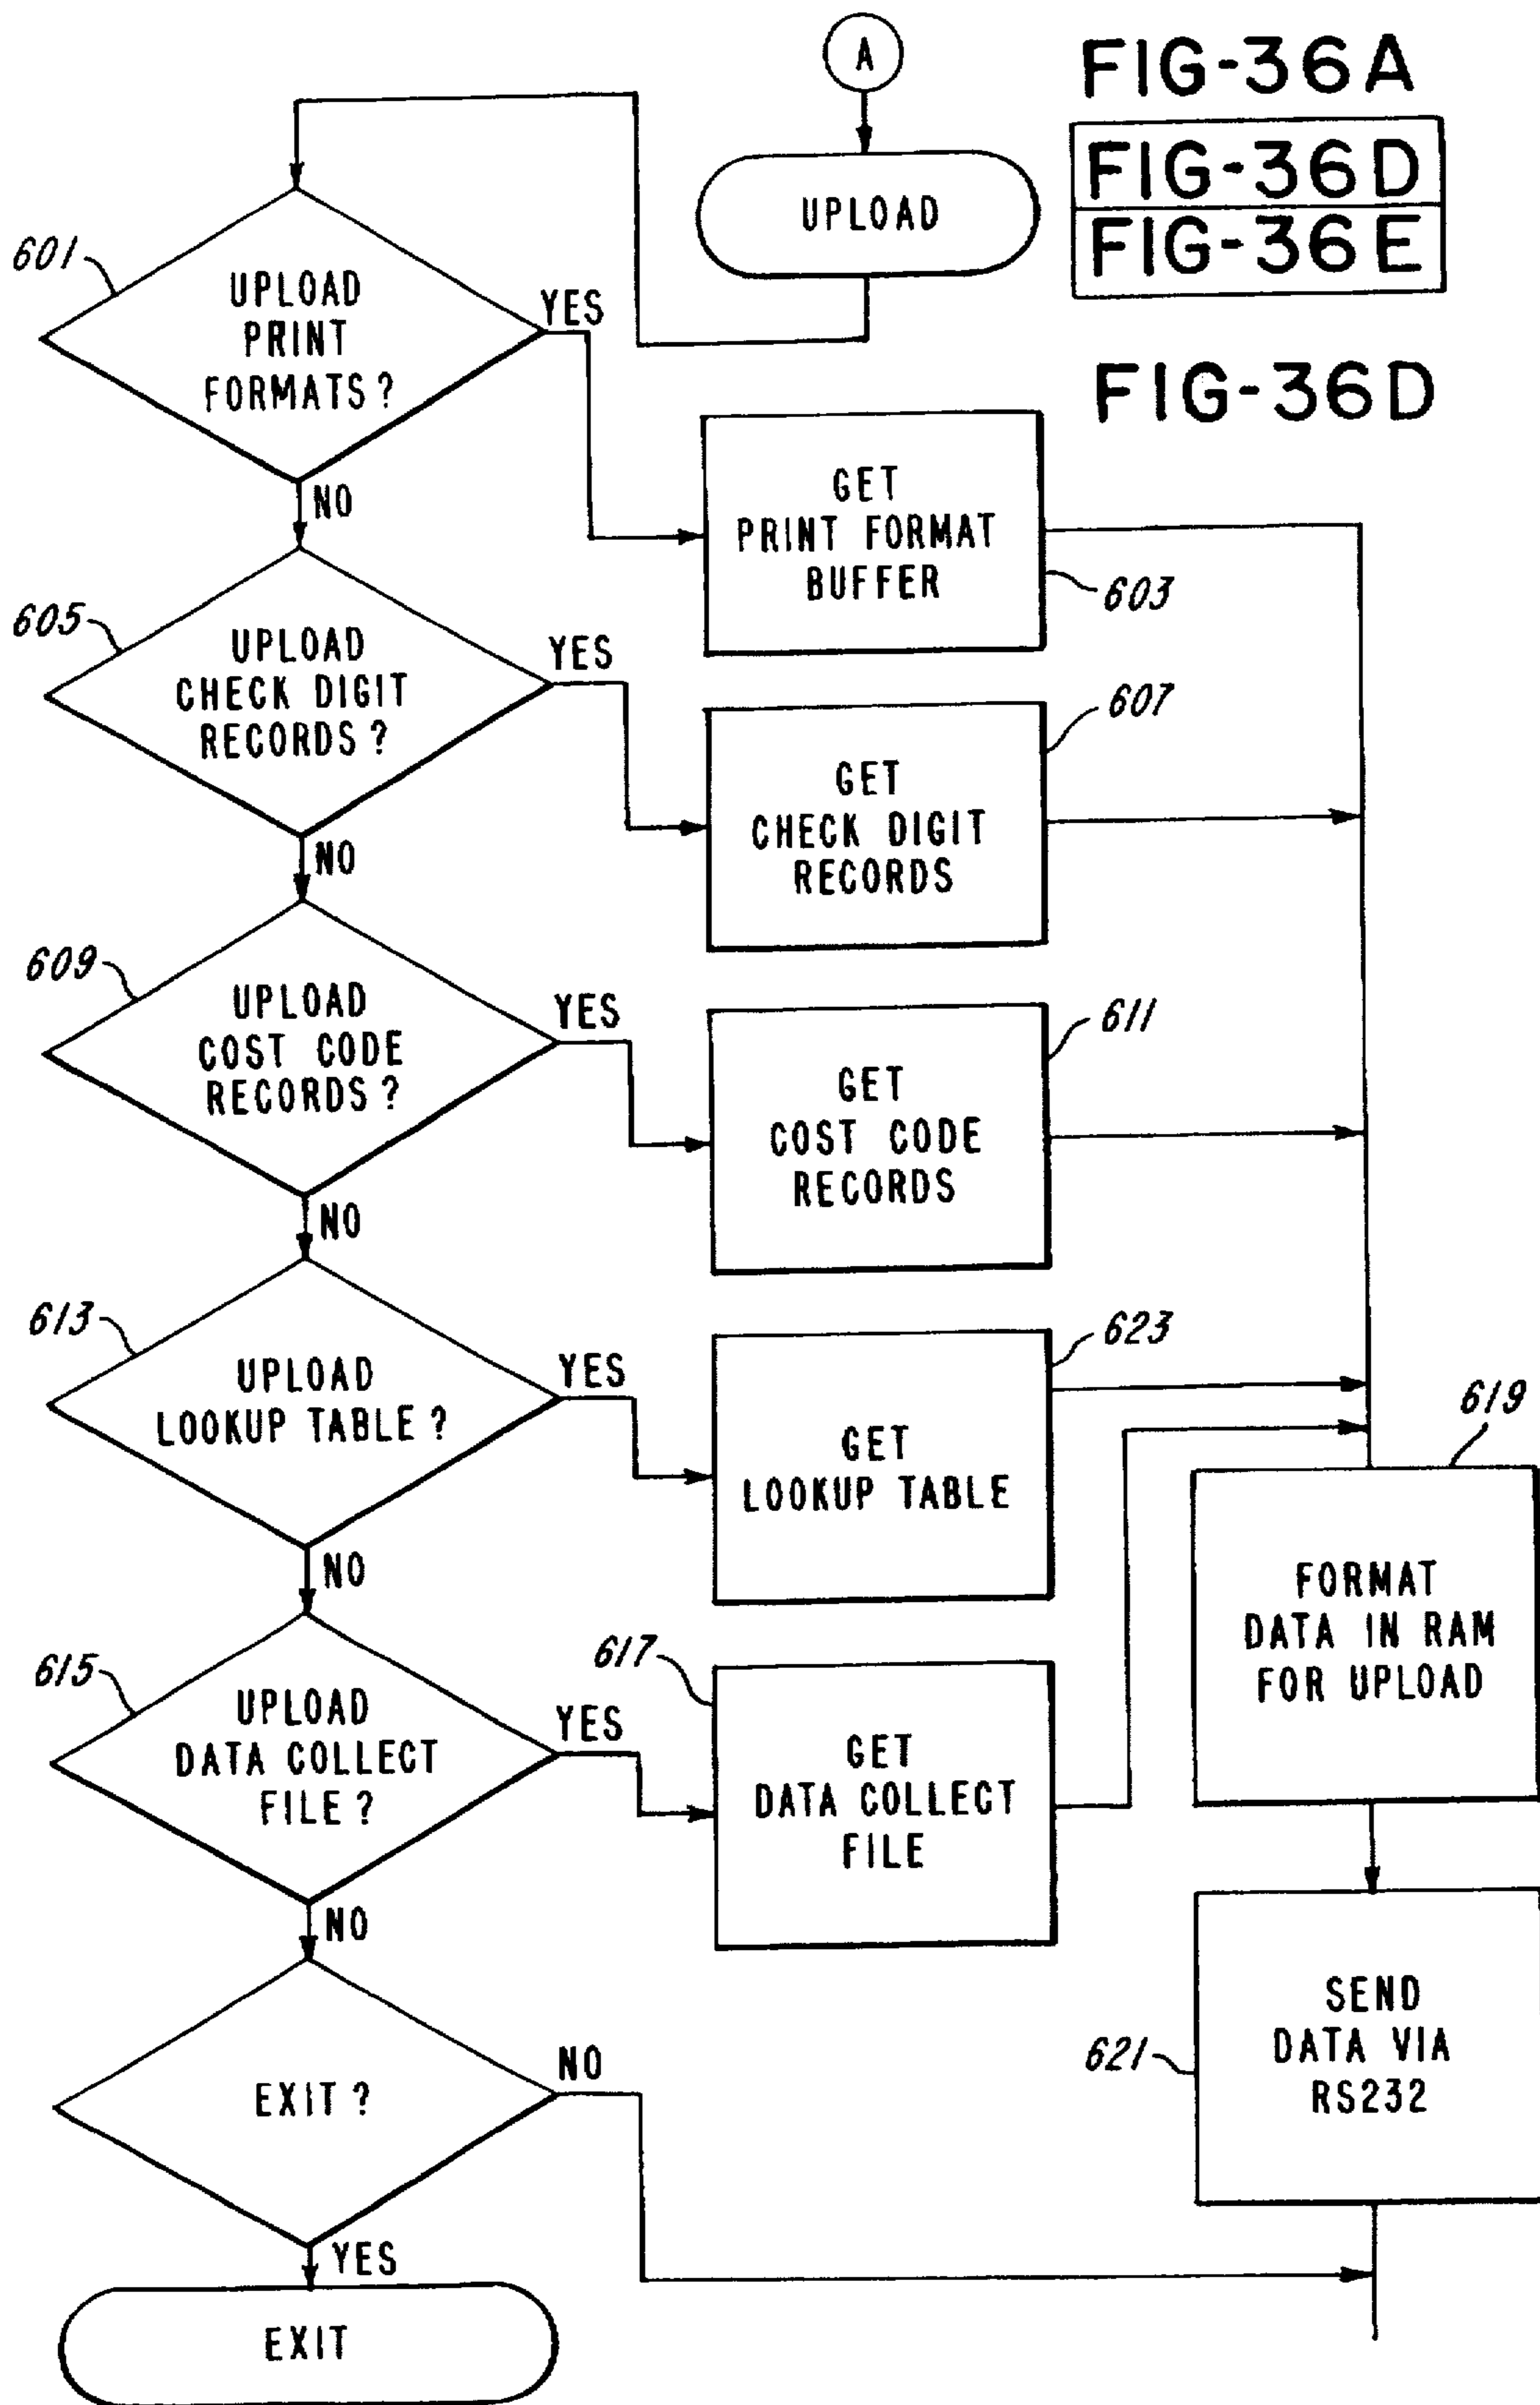 A
FIG-36A
FIG-36D
FIG-36E
UPLOAD
FIG-36D
601
UPLOAD
PRINT
FORMATS?
YES
NO
GET
PRINT FORMAT
BUFFER
603
605
UPLOAD
CHECK DIGIT
RECORDS?
YES
NO
607
GET
CHECK DIGIT
RECORDS
609
UPLOAD
COST CODE
RECORDS?
YES
NO
611
GET
COST CODE
RECORDS
613
UPLOAD
LOOKUP TABLE?
YES
NO
623
GET
LOOKUP TABLE
615
UPLOAD
DATA COLLECT
FILE?
YES
NO
617
GET
DATA COLLECT
FILE
619
FORMAT
DATA IN RAM
FOR UPLOAD
621
SEND
DATA VIA
RS232
EXIT?
NO
YES
EXIT